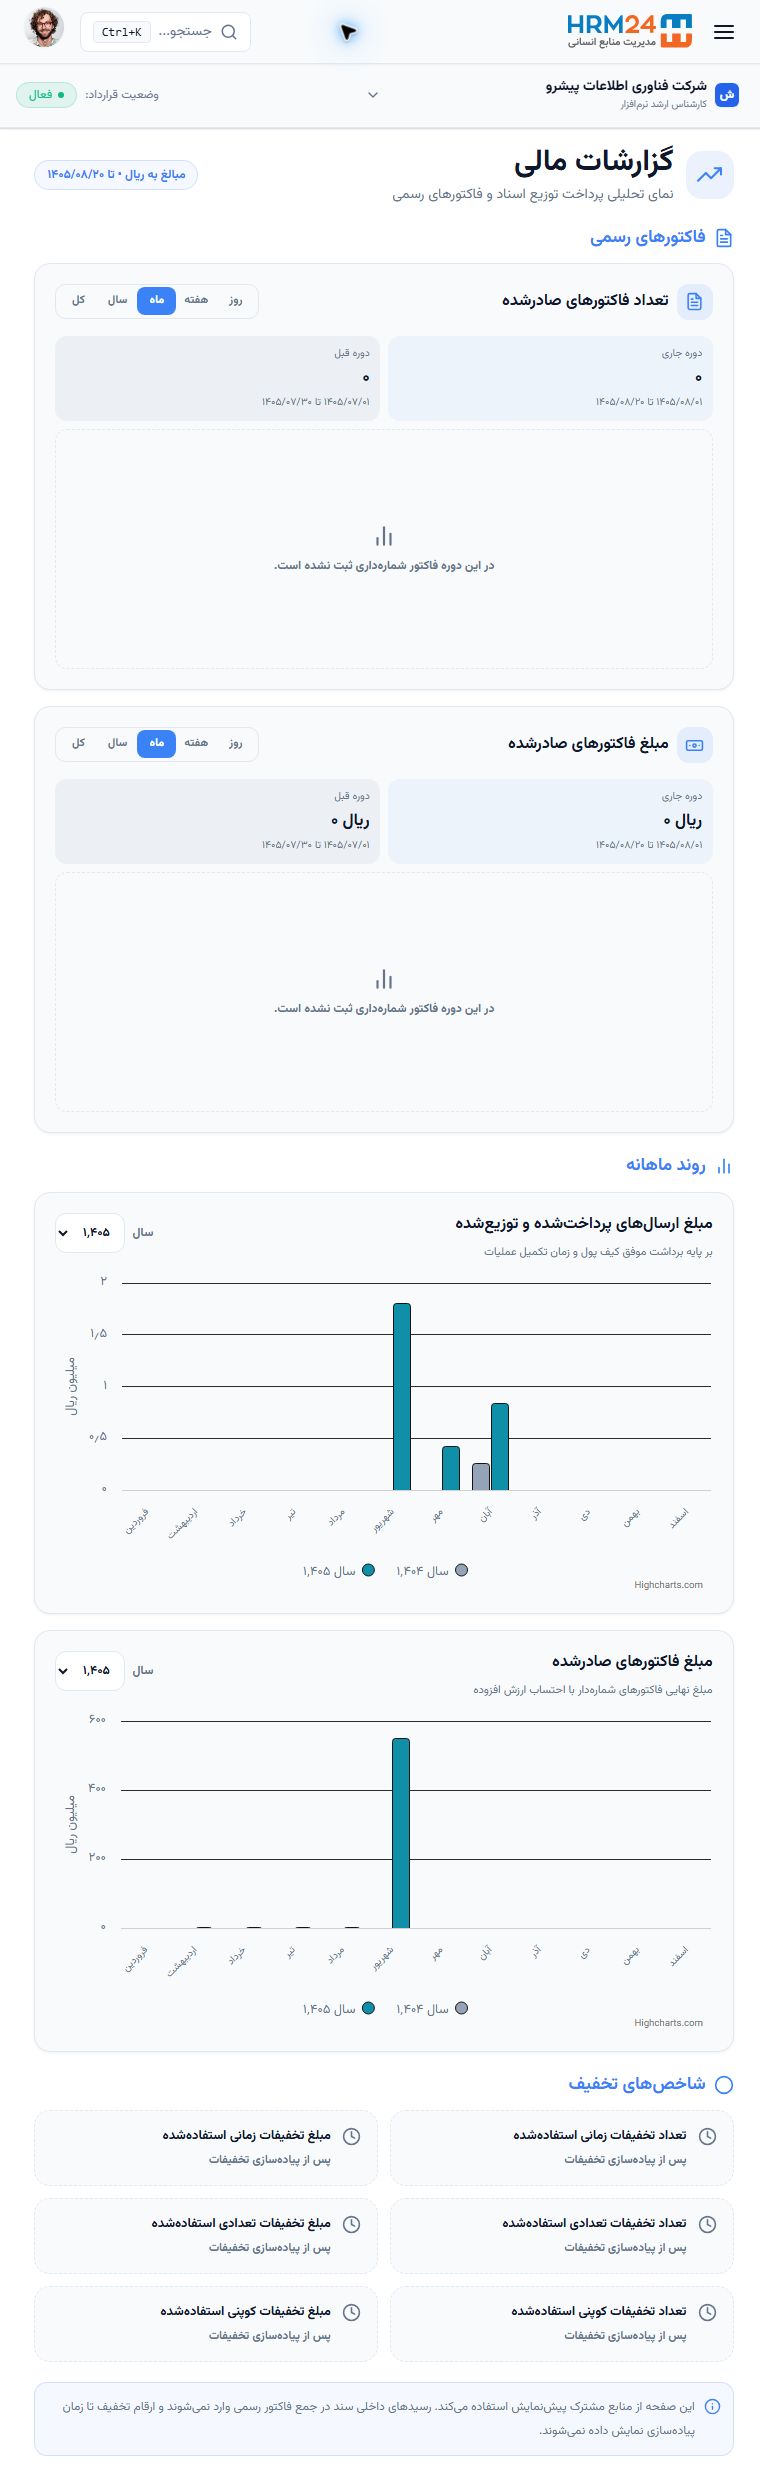 HRM24
مدیریت منابع انسانی
جستجو...
Ctrl+K
شرکت فناوری اطلاعات پیشرو
ش
کارشناس ارشد نرم‌افزار
وضعیت قرارداد:
فعال
گزارشات مالی
نمای تحلیلی پرداخت توزیع اسناد و فاکتورهای رسمی
مبالغ به ریال • تا ۱۴۰۵/۰۸/۲۰
فاکتورهای رسمی
تعداد فاکتورهای صادرشده
روز هفته ماه سال کل
دوره جاری
۰
۱۴۰۵/۰۸/۰۱ تا ۱۴۰۵/۰۸/۲۰
دوره قبل
۰
۱۴۰۵/۰۷/۰۱ تا ۱۴۰۵/۰۷/۳۰
در این دوره فاکتور شماره‌داری ثبت نشده است.
مبلغ فاکتورهای صادرشده
روز هفته ماه سال کل
دوره جاری
ریال ۰
۱۴۰۵/۰۸/۰۱ تا ۱۴۰۵/۰۸/۲۰
دوره قبل
ریال ۰
۱۴۰۵/۰۷/۰۱ تا ۱۴۰۵/۰۷/۳۰
در این دوره فاکتور شماره‌داری ثبت نشده است.
روند ماهانه
مبلغ ارسال‌های پرداخت‌شده و توزیع‌شده
بر پایه برداشت موفق کیف پول و زمان تکمیل عملیات
سال
۱,۴۰۵
۲
۱٫۵
۱
۰٫۵
۰
میلیون ریال
فروردین اردیبهشت خرداد تیر مرداد شهریور مهر آبان آذر دی بهمن اسفند
سال ۱,۴۰۴
سال ۱,۴۰۵
Highcharts.com
مبلغ فاکتورهای صادرشده
مبلغ نهایی فاکتورهای شماره‌دار با احتساب ارزش افزوده
سال
۱,۴۰۵
۶۰۰
۴۰۰
۲۰۰
۰
میلیون ریال
فروردین اردیبهشت خرداد تیر مرداد شهریور مهر آبان آذر دی بهمن اسفند
سال ۱,۴۰۴
سال ۱,۴۰۵
Highcharts.com
شاخص‌های تخفیف
تعداد تخفیفات زمانی استفاده‌شده
پس از پیاده‌سازی تخفیفات
مبلغ تخفیفات زمانی استفاده‌شده
پس از پیاده‌سازی تخفیفات
تعداد تخفیفات تعدادی استفاده‌شده
پس از پیاده‌سازی تخفیفات
مبلغ تخفیفات تعدادی استفاده‌شده
پس از پیاده‌سازی تخفیفات
تعداد تخفیفات کوپنی استفاده‌شده
پس از پیاده‌سازی تخفیفات
مبلغ تخفیفات کوپنی استفاده‌شده
پس از پیاده‌سازی تخفیفات
این صفحه از منابع مشترک پیش‌نمایش استفاده می‌کند. رسیدهای داخلی سند در جمع فاکتور رسمی وارد نمی‌شوند و ارقام تخفیف تا زمان
پیاده‌سازی نمایش داده نمی‌شوند.